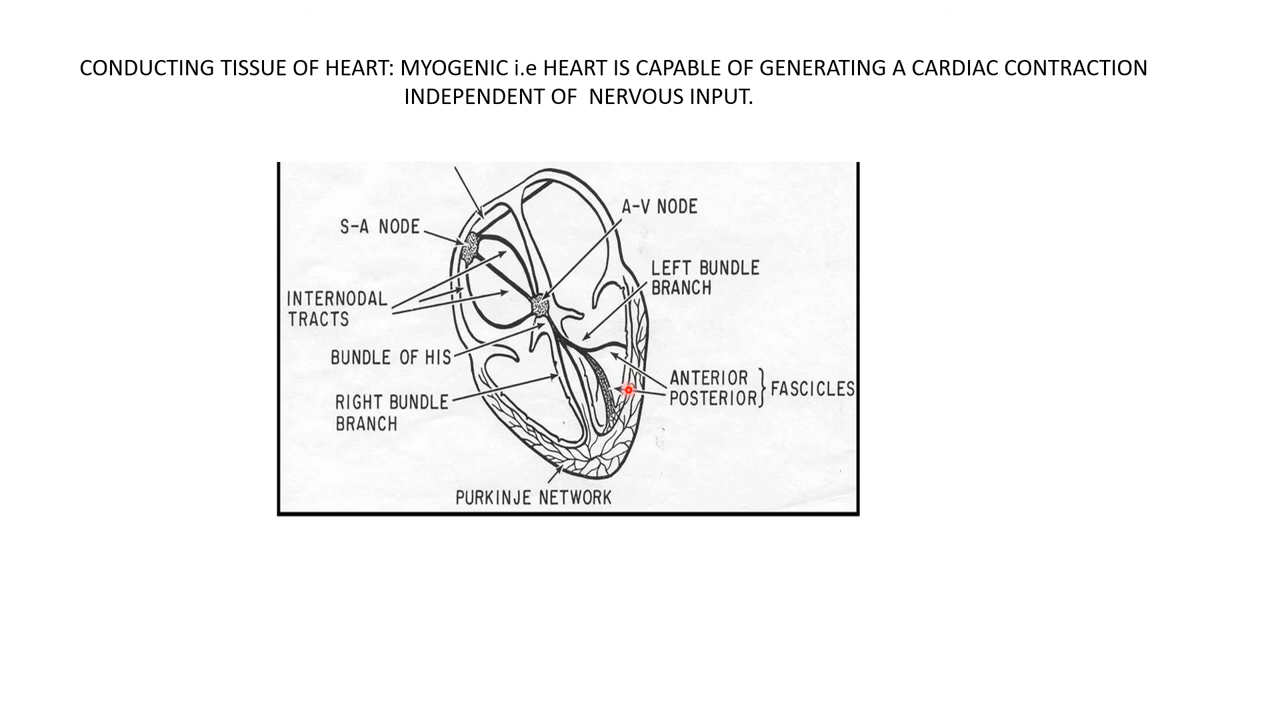 CONDUCTING TISSUE OF HEART: MYOGENIC i.e HEART IS CAPABLE OF GENERATING A CARDIAC CONTRACTION
INDEPENDENT OF NERVOUS INPUT.
A-V NODE
S-A NODE
LEFT BUNDLE
BRANCH
INTERNODAL
TRACTS
BUNDLE OF HIS
ANTERIOR
POSTERIOR} FASCICLES
RIGHT BUNDLE
BRANCH
PURKINJE NETWORK